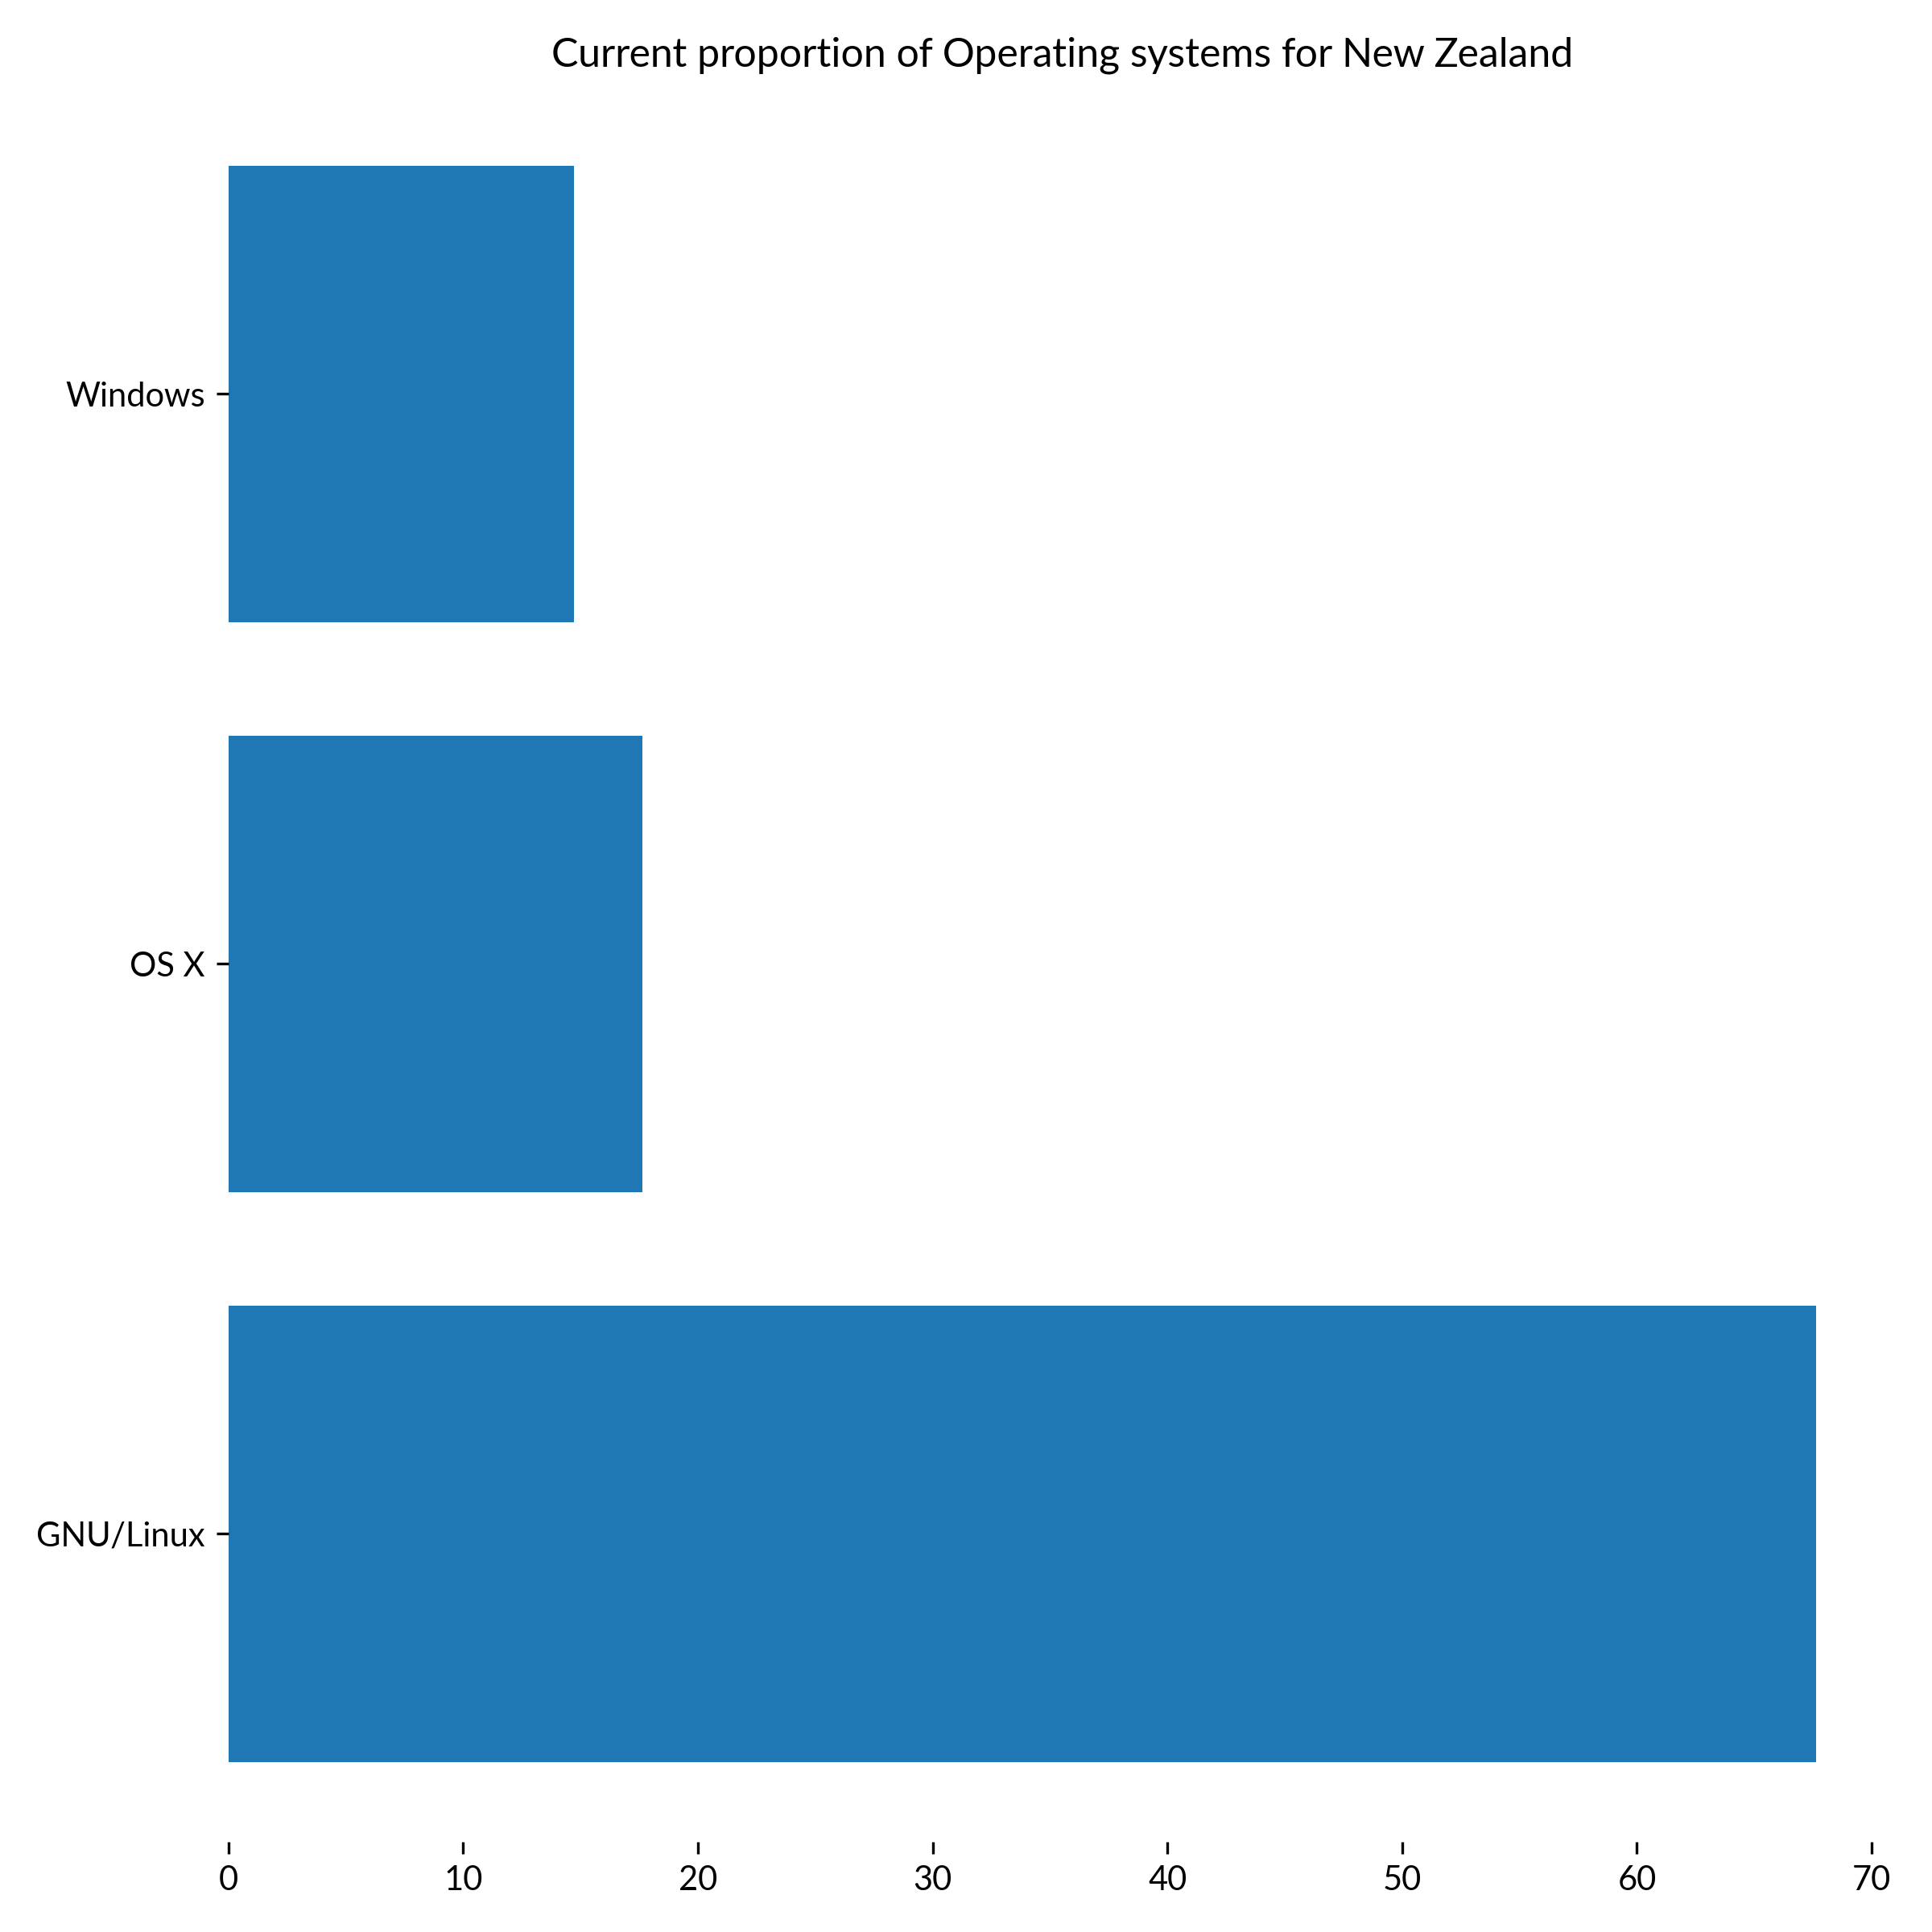 Current proportion of Operating systems for New Zealand
Windows
OS X
GNU/Linux
0 10 20 30 40 50 60 70